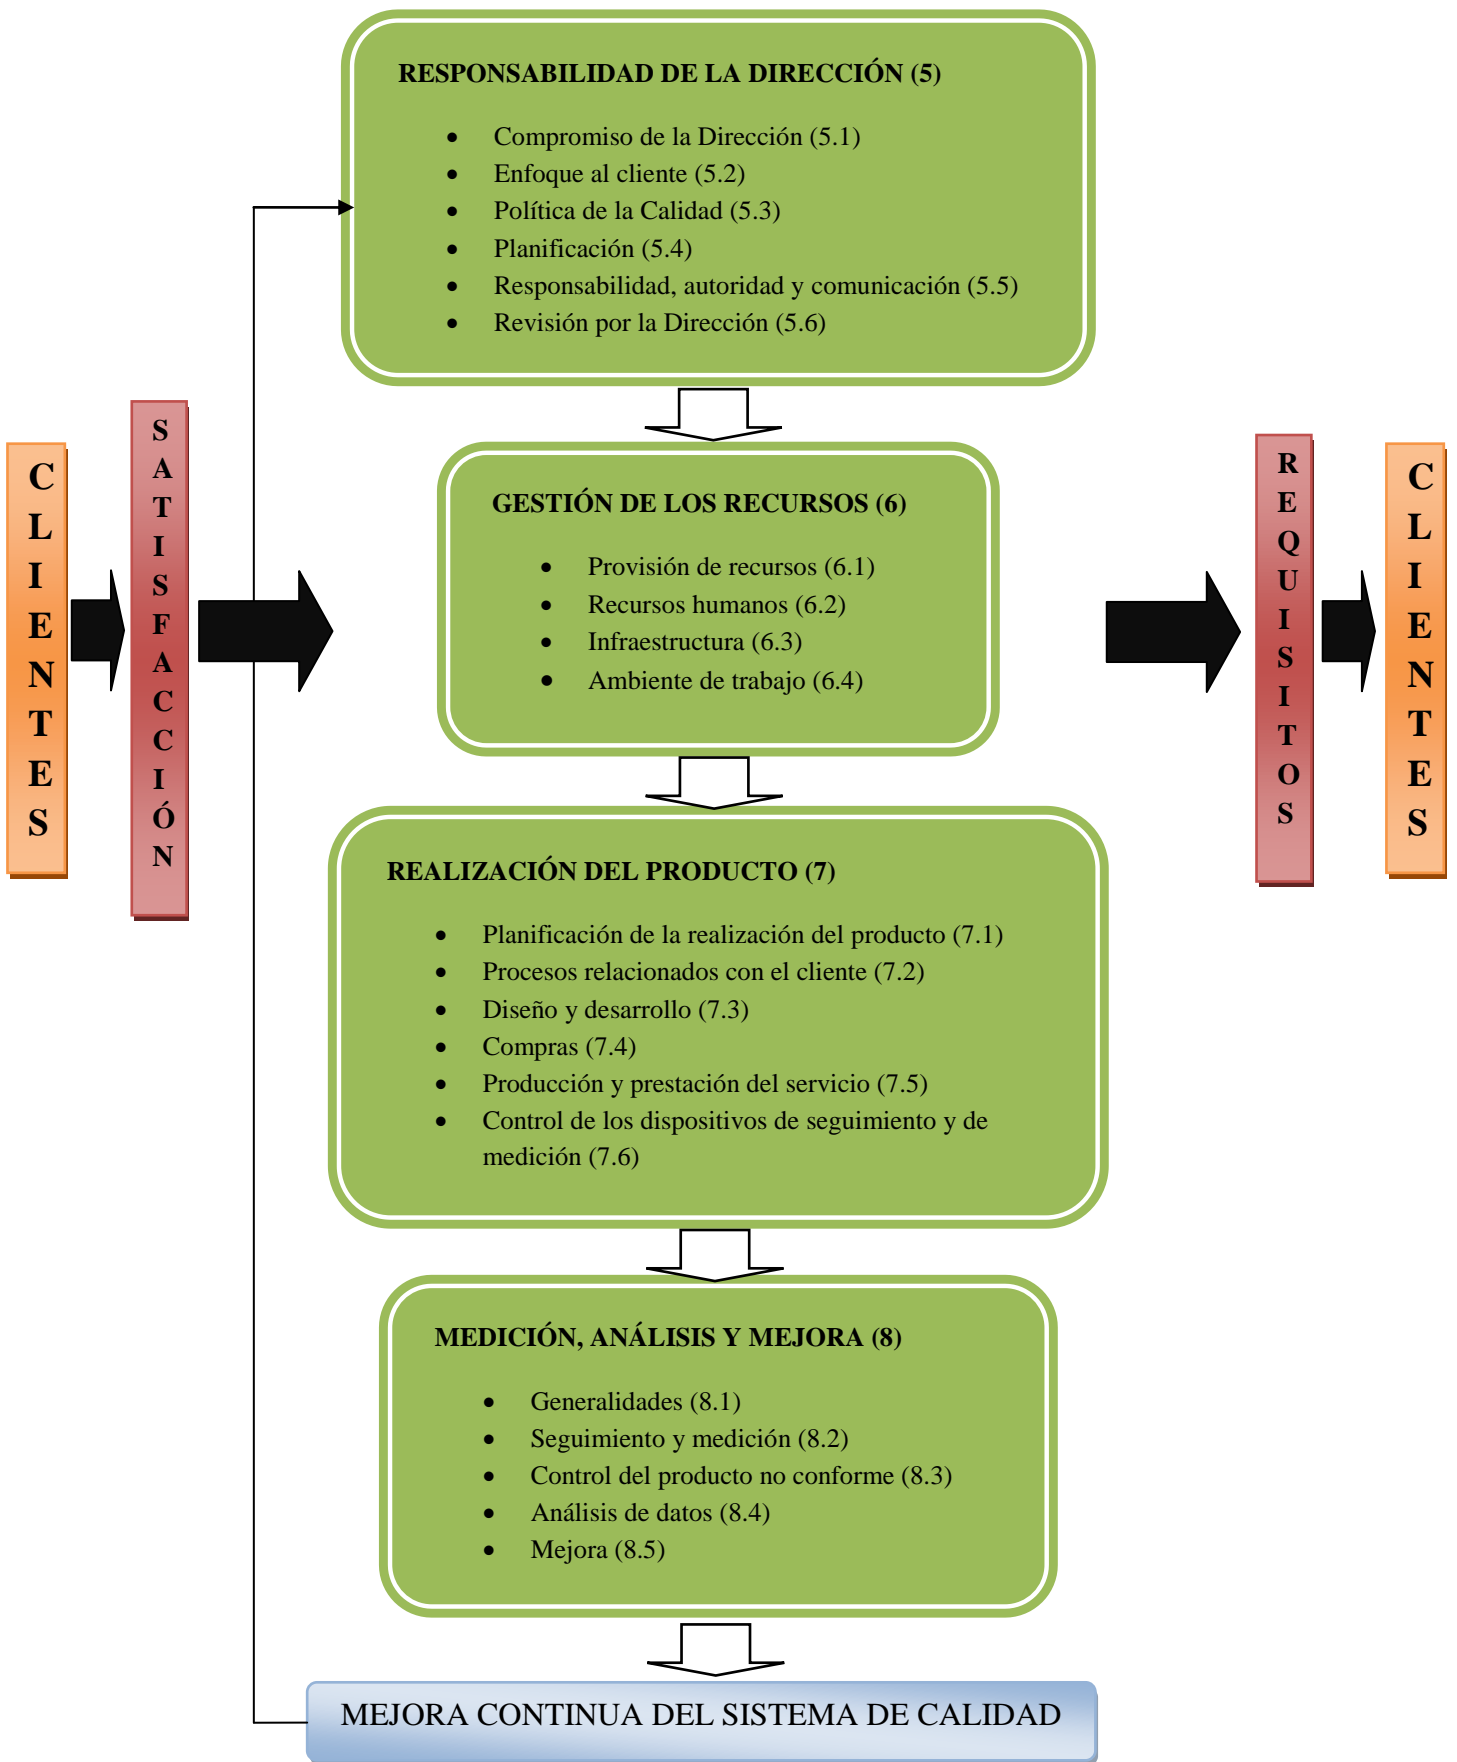 RESPONSABILIDAD DE LA DIRECCIÓN (5)
• Compromiso de la Dirección (5.1)
• Enfoque al cliente (5.2)
• Política de la Calidad (5.3)
• Planificación (5.4)
• Responsabilidad, autoridad y comunicación (5.5)
• Revisión por la Dirección (5.6)
CLIENTES
SATISFACCIÓN
GESTIÓN DE LOS RECURSOS (6)
• Provisión de recursos (6.1)
• Recursos humanos (6.2)
• Infraestructura (6.3)
• Ambiente de trabajo (6.4)
REQUISITOS
CLIENTES
REALIZACIÓN DEL PRODUCTO (7)
• Planificación de la realización del producto (7.1)
• Procesos relacionados con el cliente (7.2)
• Diseño y desarrollo (7.3)
• Compras (7.4)
• Producción y prestación del servicio (7.5)
• Control de los dispositivos de seguimiento y de
medición (7.6)
MEDICIÓN, ANÁLISIS Y MEJORA (8)
• Generalidades (8.1)
• Seguimiento y medición (8.2)
• Control del producto no conforme (8.3)
• Análisis de datos (8.4)
• Mejora (8.5)
MEJORA CONTINUA DEL SISTEMA DE CALIDAD